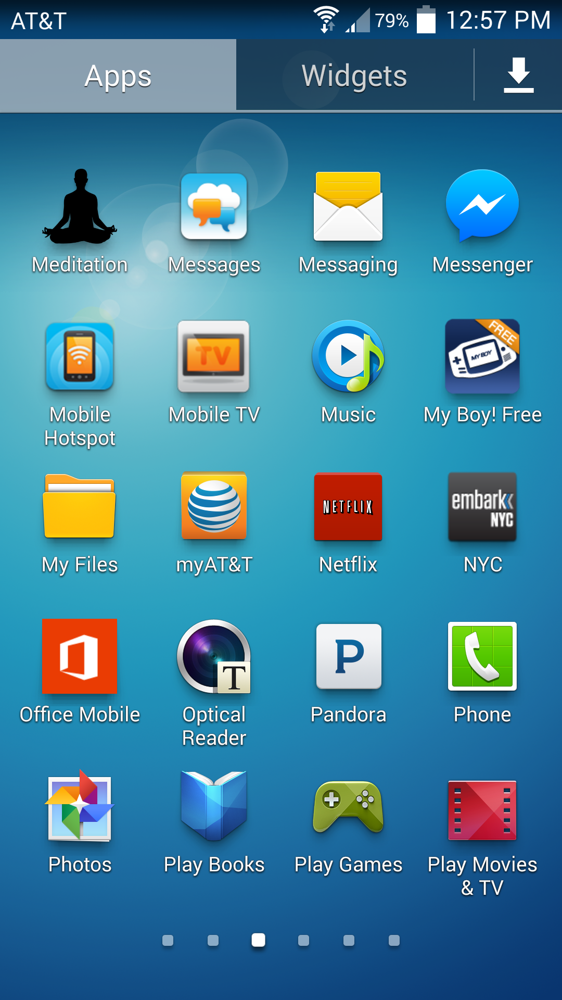 AT&T 79% 12:57 PM
Apps Widgets
Meditation Messages Messaging Messenger
FREE
TV MY BOY
Mobile Hotspot Mobile TV Music My Boy! Free
NETFLIX embark NYC
My Files myAT&T Netflix NYC
T P
Office Mobile Optical Reader Pandora Phone
Photos Play Books Play Games Play Movies & TV